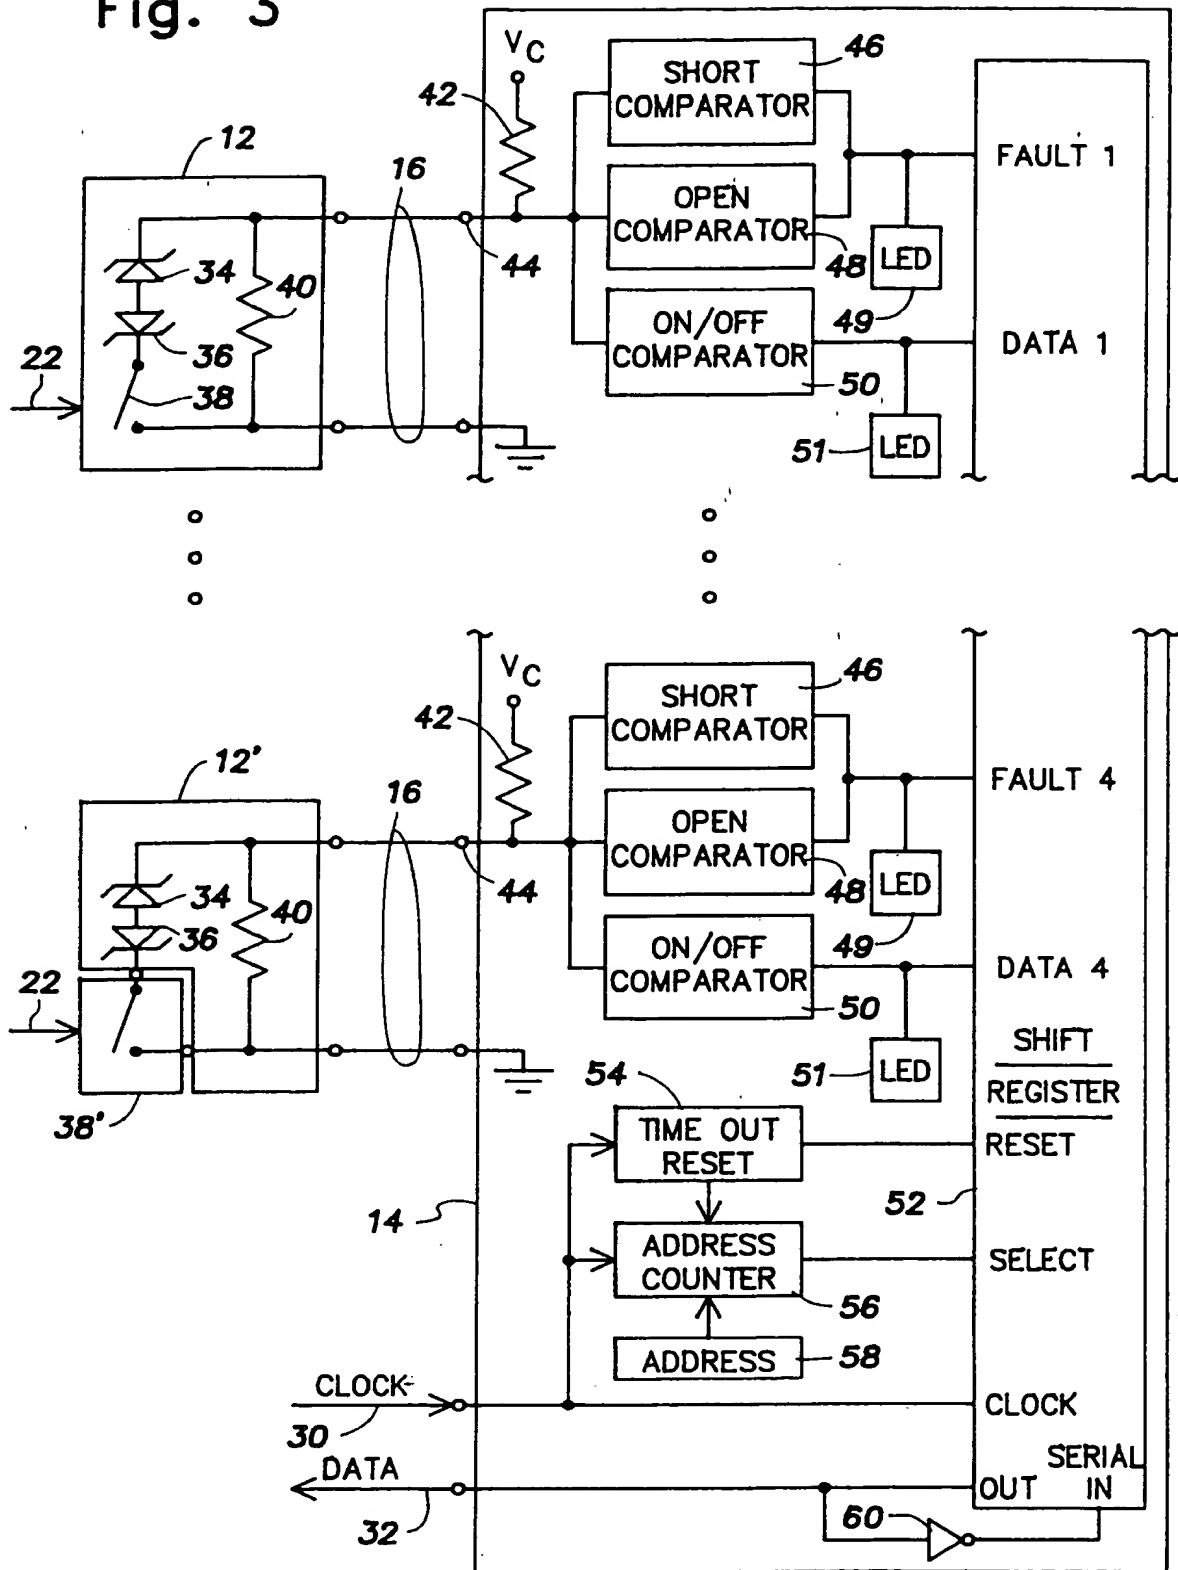 Fig. 3
VC
42
SHORT
COMPARATOR
46
12
16
FAULT 1
OPEN
COMPARATOR
48
44
LED
49
34
40
36
22
38
ON/OFF
COMPARATOR
50
DATA 1
51
LED
VC
42
SHORT
COMPARATOR
46
12'
16
FAULT 4
OPEN
COMPARATOR
48
44
LED
49
34
40
36
22
38'
ON/OFF
COMPARATOR
50
DATA 4
51
LED
SHIFT
REGISTER
54
TIME OUT
RESET
RESET
52
14
ADDRESS
COUNTER
56
SELECT
ADDRESS
58
CLOCK
30
CLOCK
DATA
32
OUT
SERIAL
IN
60